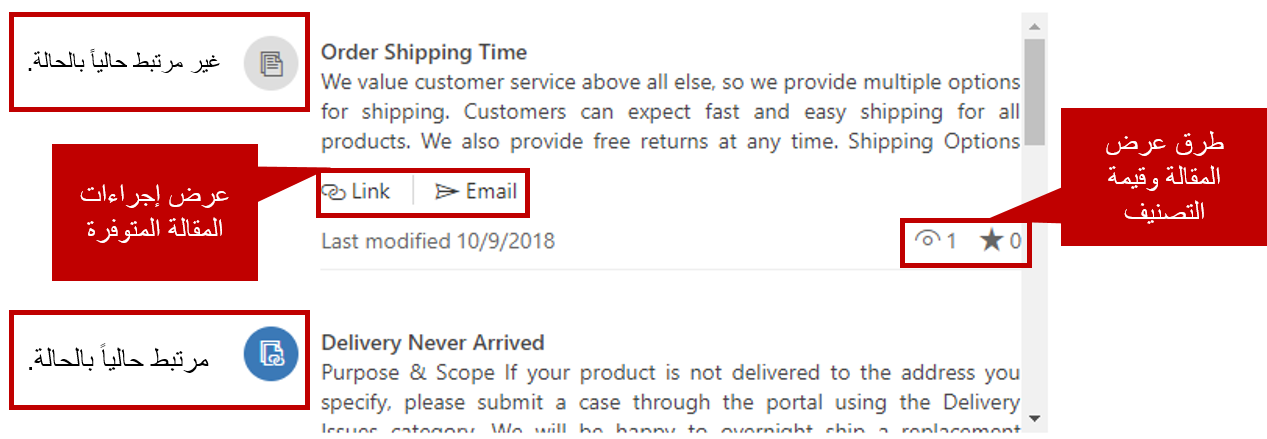 غير مرتبط حالياً بالحالة.
Order Shipping Time
We value customer service above all else, so we provide multiple options
for shipping. Customers can expect fast and easy shipping for all
products. We also provide free returns at any time. Shipping Options
طرق عرض
المقالة وقيمة
التصنيف
عرض إجراءات
المقالة المتوفرة
Link
Email
Last modified 10/9/2018
1
0
مرتبط حالياً بالحالة.
Delivery Never Arrived
Purpose & Scope If your product is not delivered to the address you
specify, please submit a case through the portal using the Delivery
Issues category. We will be happy to overnight ship a replacement